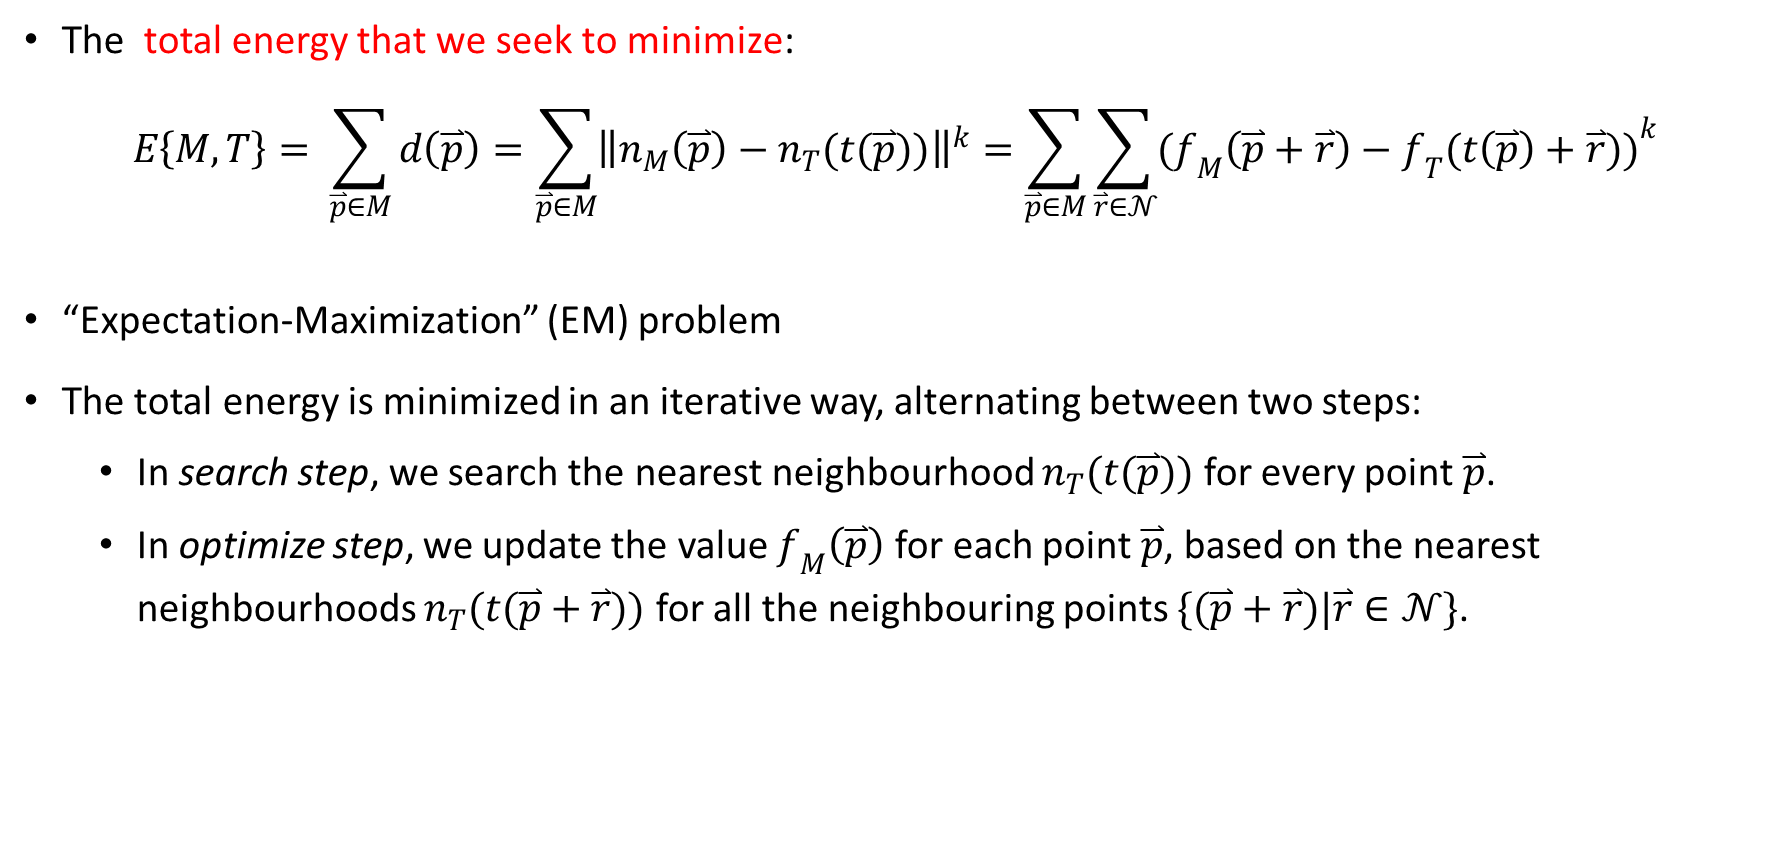 • The total energy that we seek to minimize:
E{M, T} = ∑_{p⃗∈M} d(p⃗) = ∑_{p⃗∈M} ‖n_M(p⃗) − n_T(t(p⃗))‖^k = ∑_{p⃗∈M} ∑_{r⃗∈𝒩} (f_M(p⃗ + r⃗) − f_T(t(p⃗) + r⃗))^k
• “Expectation-Maximization” (EM) problem
• The total energy is minimized in an iterative way, alternating between two steps:
• In search step, we search the nearest neighbourhood n_T(t(p⃗)) for every point p⃗.
• In optimize step, we update the value f_M(p⃗) for each point p⃗, based on the nearest
neighbourhoods n_T(t(p⃗ + r⃗)) for all the neighbouring points {(p⃗ + r⃗)|r⃗ ∈ 𝒩}.